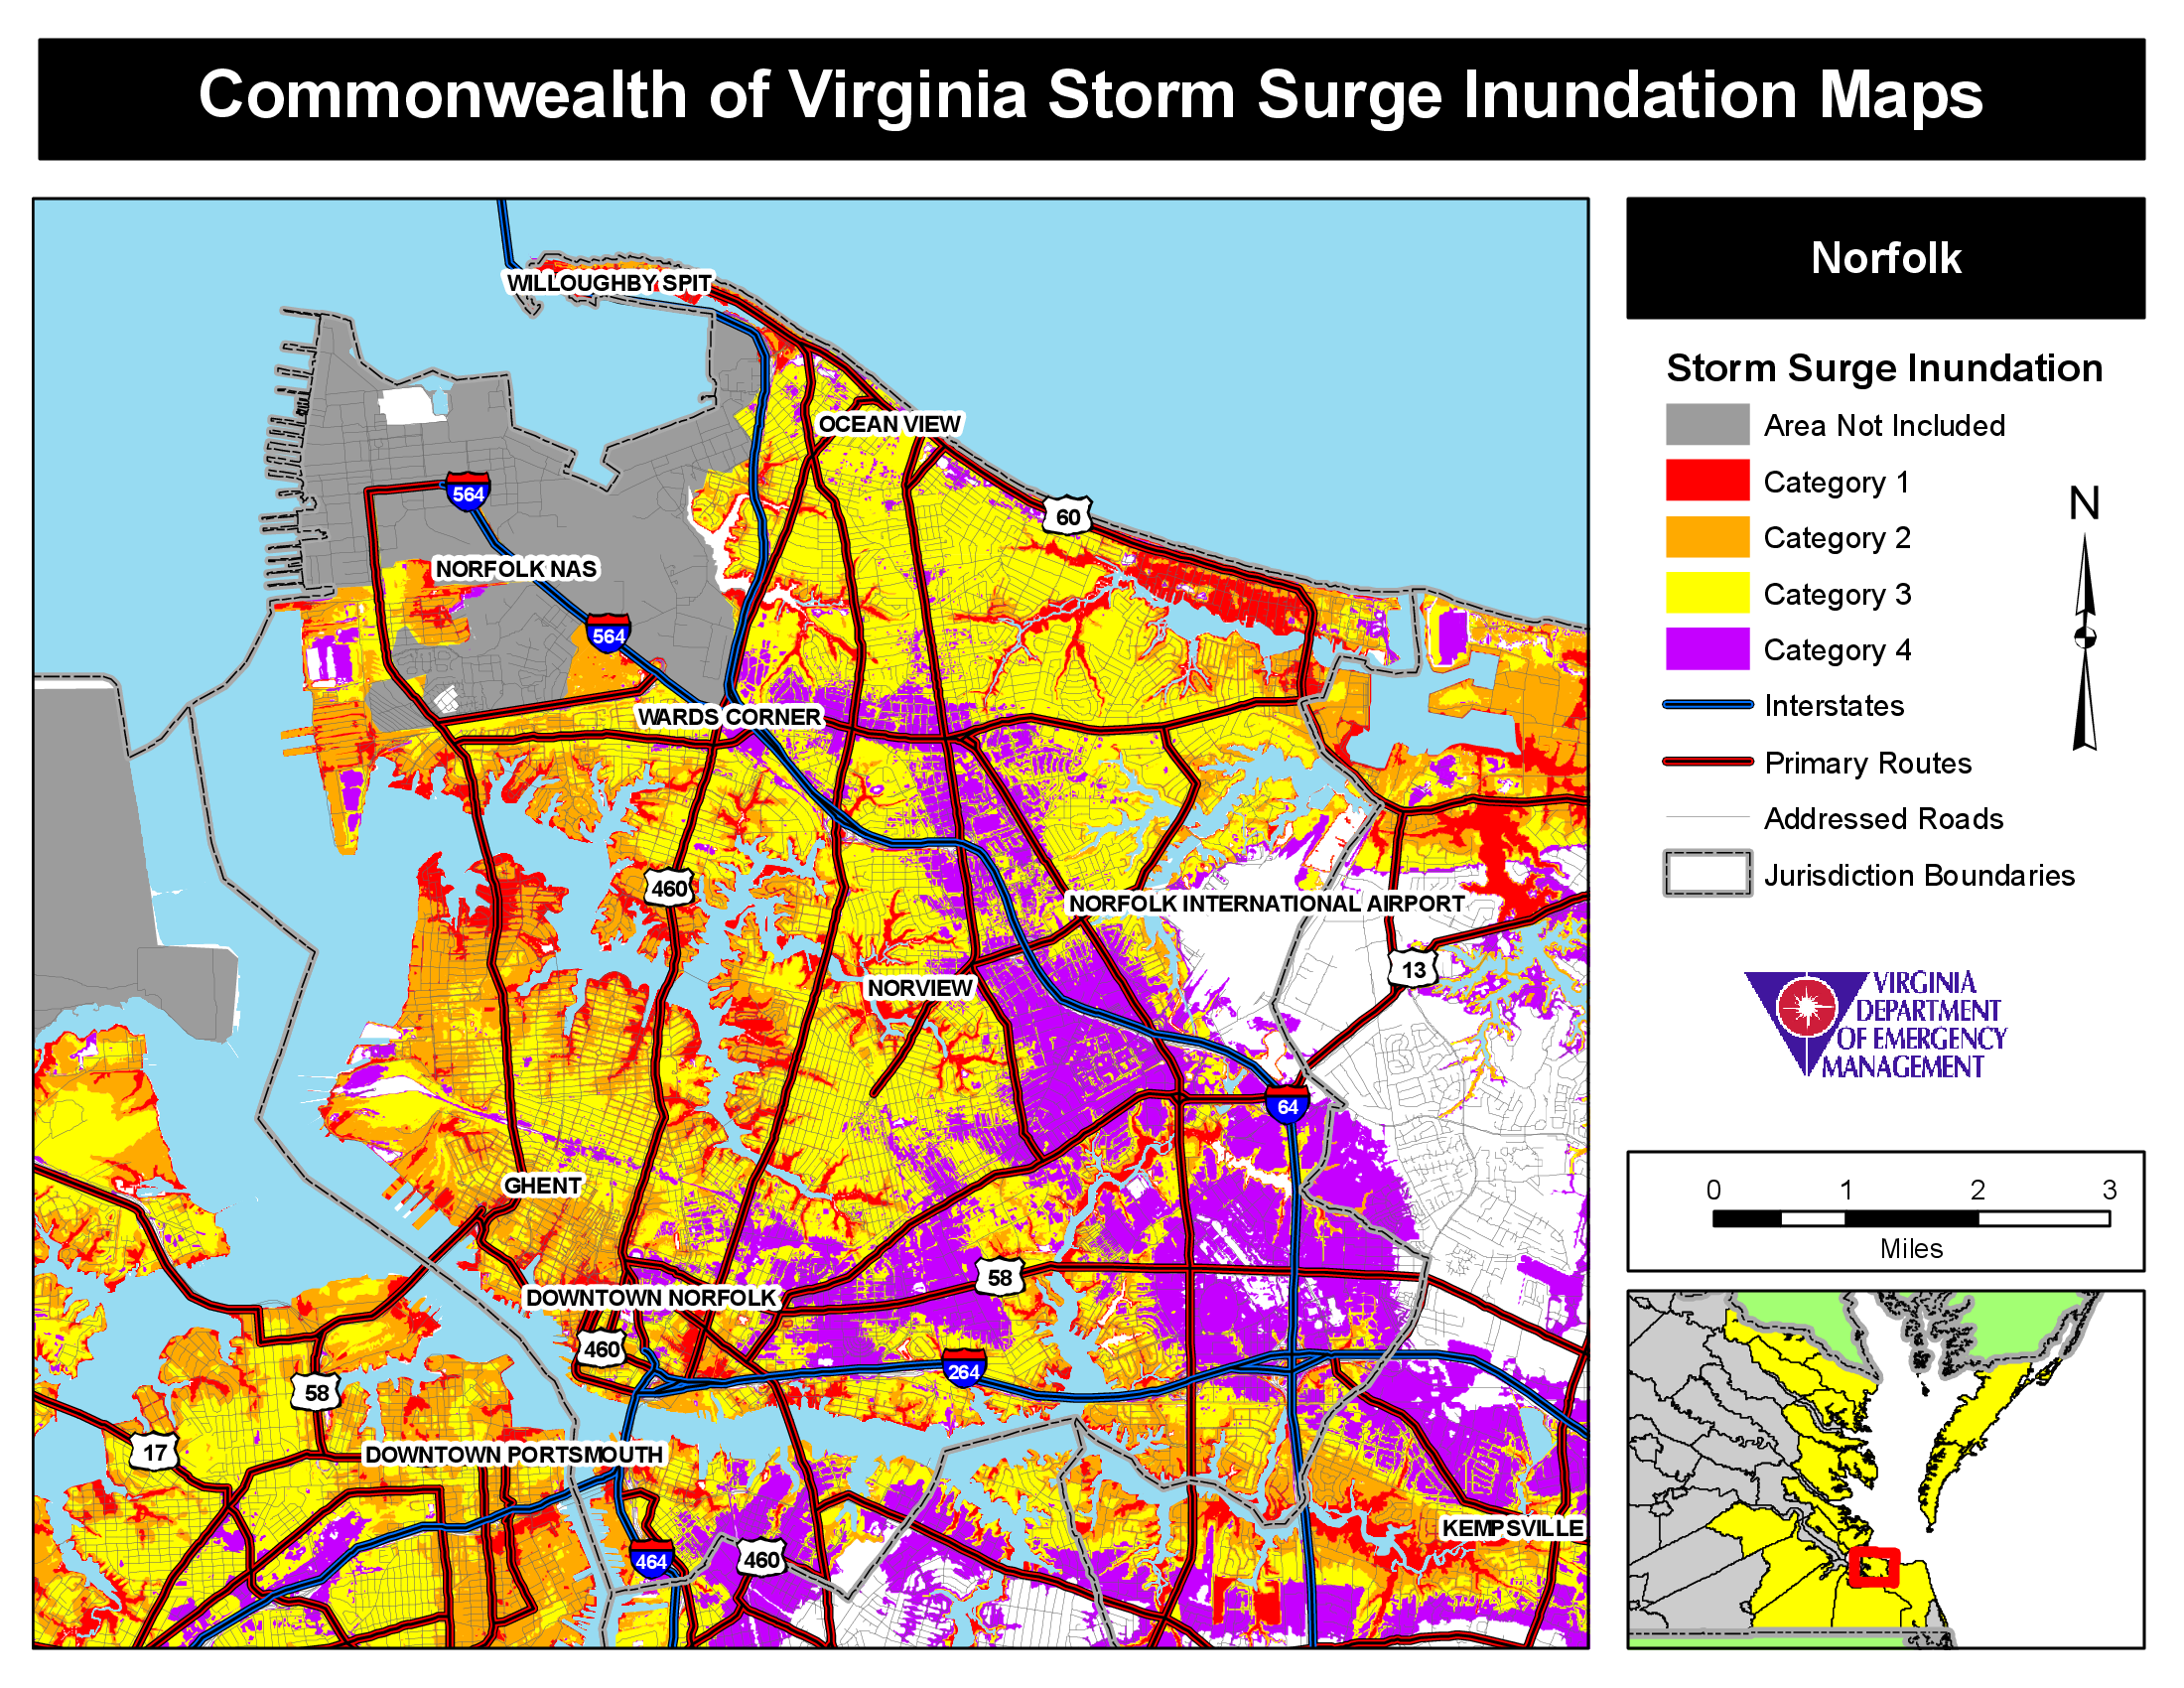 Commonwealth of Virginia Storm Surge Inundation Maps
Norfolk
Storm Surge Inundation
Area Not Included
Category 1
Category 2
Category 3
Category 4
Interstates
Primary Routes
Addressed Roads
Jurisdiction Boundaries
N
VIRGINIA
DEPARTMENT
OF EMERGENCY
MANAGEMENT
0 1 2 3
Miles
WILLOUGHBY SPIT
OCEAN VIEW
564
60
NORFOLK NAS
564
WARDS CORNER
460
NORFOLK INTERNATIONAL AIRPORT
13
NORVIEW
64
GHENT
58
DOWNTOWN NORFOLK
460
264
58
17
DOWNTOWN PORTSMOUTH
KEMPSVILLE
464
460